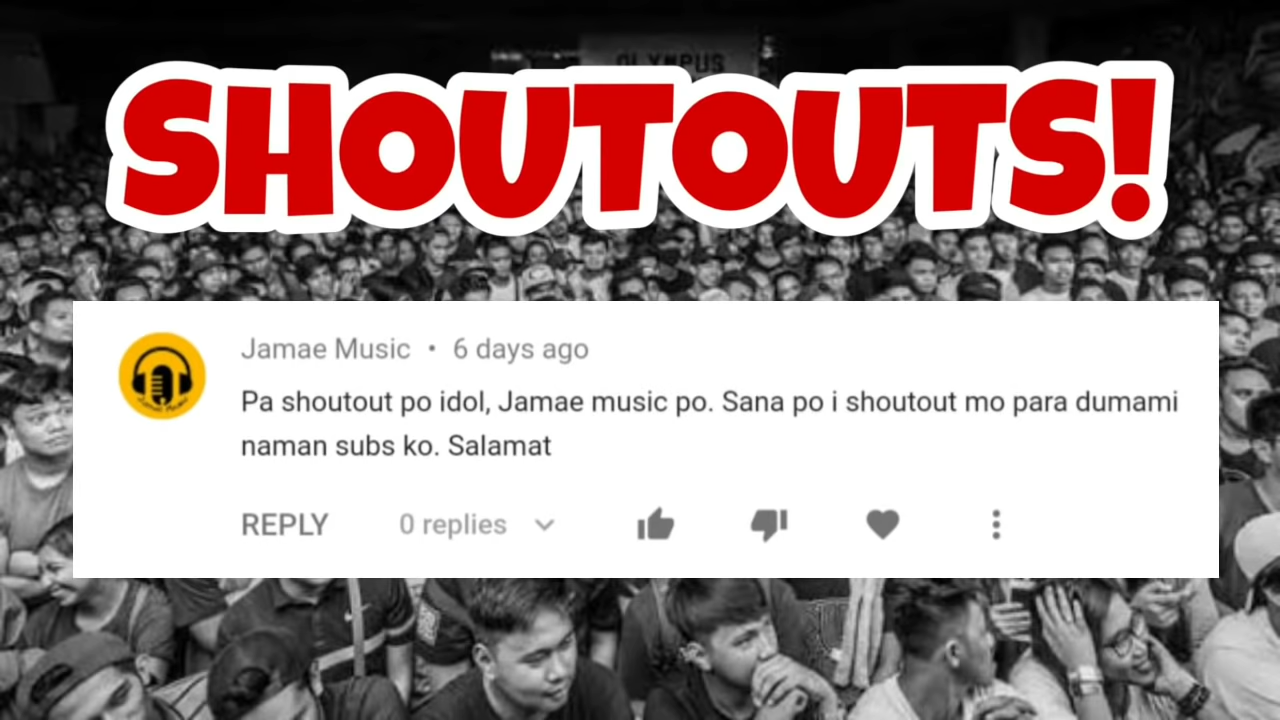 OLYMPUS
SHOUTOUTS!
Jamae Music • 6 days ago
Pa shoutout po idol, Jamae music po. Sana po i shoutout mo para dumami
naman subs ko. Salamat
REPLY 0 replies